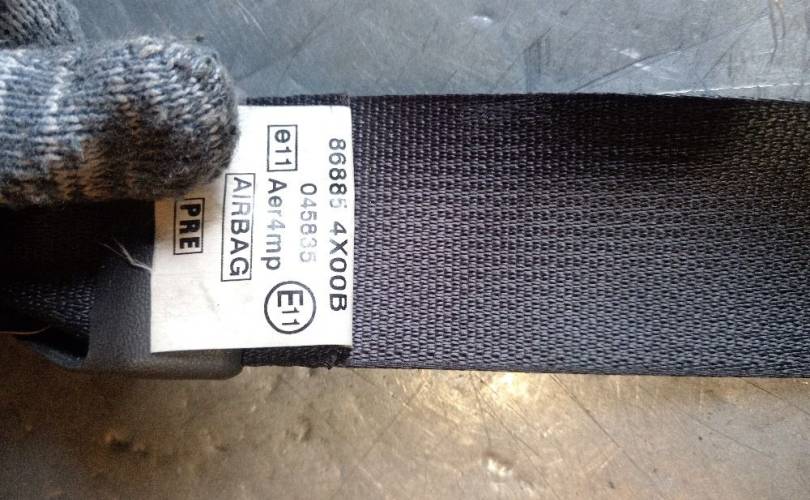 86885 4X00B
045835
e11 Aer4mp E11
AIRBAG
PRE